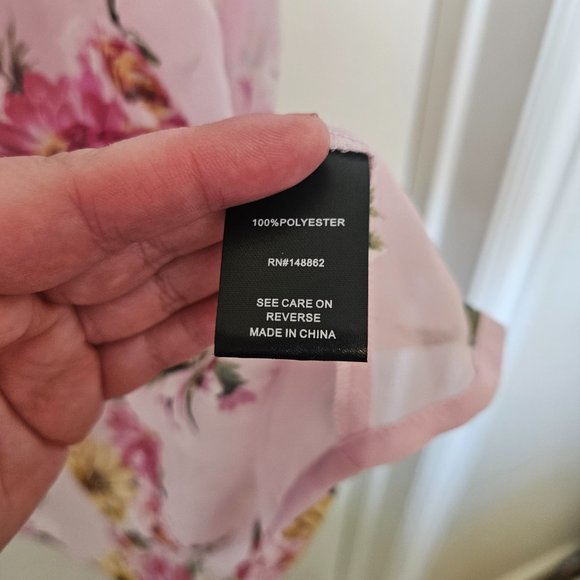 100%POLYESTER
RN#148862
SEE CARE ON
REVERSE
MADE IN CHINA